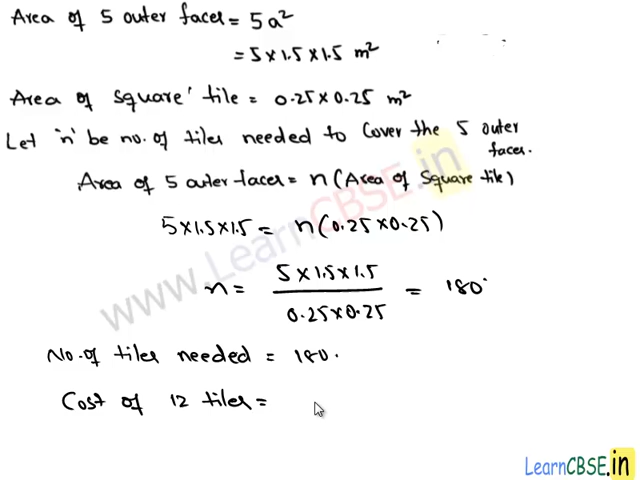 Area of 5 outer faces = 5a²
= 5 × 1.5 × 1.5 m²
Area of square tile = 0.25 × 0.25 m²
Let 'n' be no. of tiles needed to cover the 5 outer faces.
Area of 5 outer faces = n (Area of square tile)
5 × 1.5 × 1.5 = n (0.25 × 0.25)
n = 5 × 1.5 × 1.5 / 0.25 × 0.25 = 180
No. of tiles needed = 180.
Cost of 12 tiles =
www.LearnCBSE.in
LearnCBSE.in